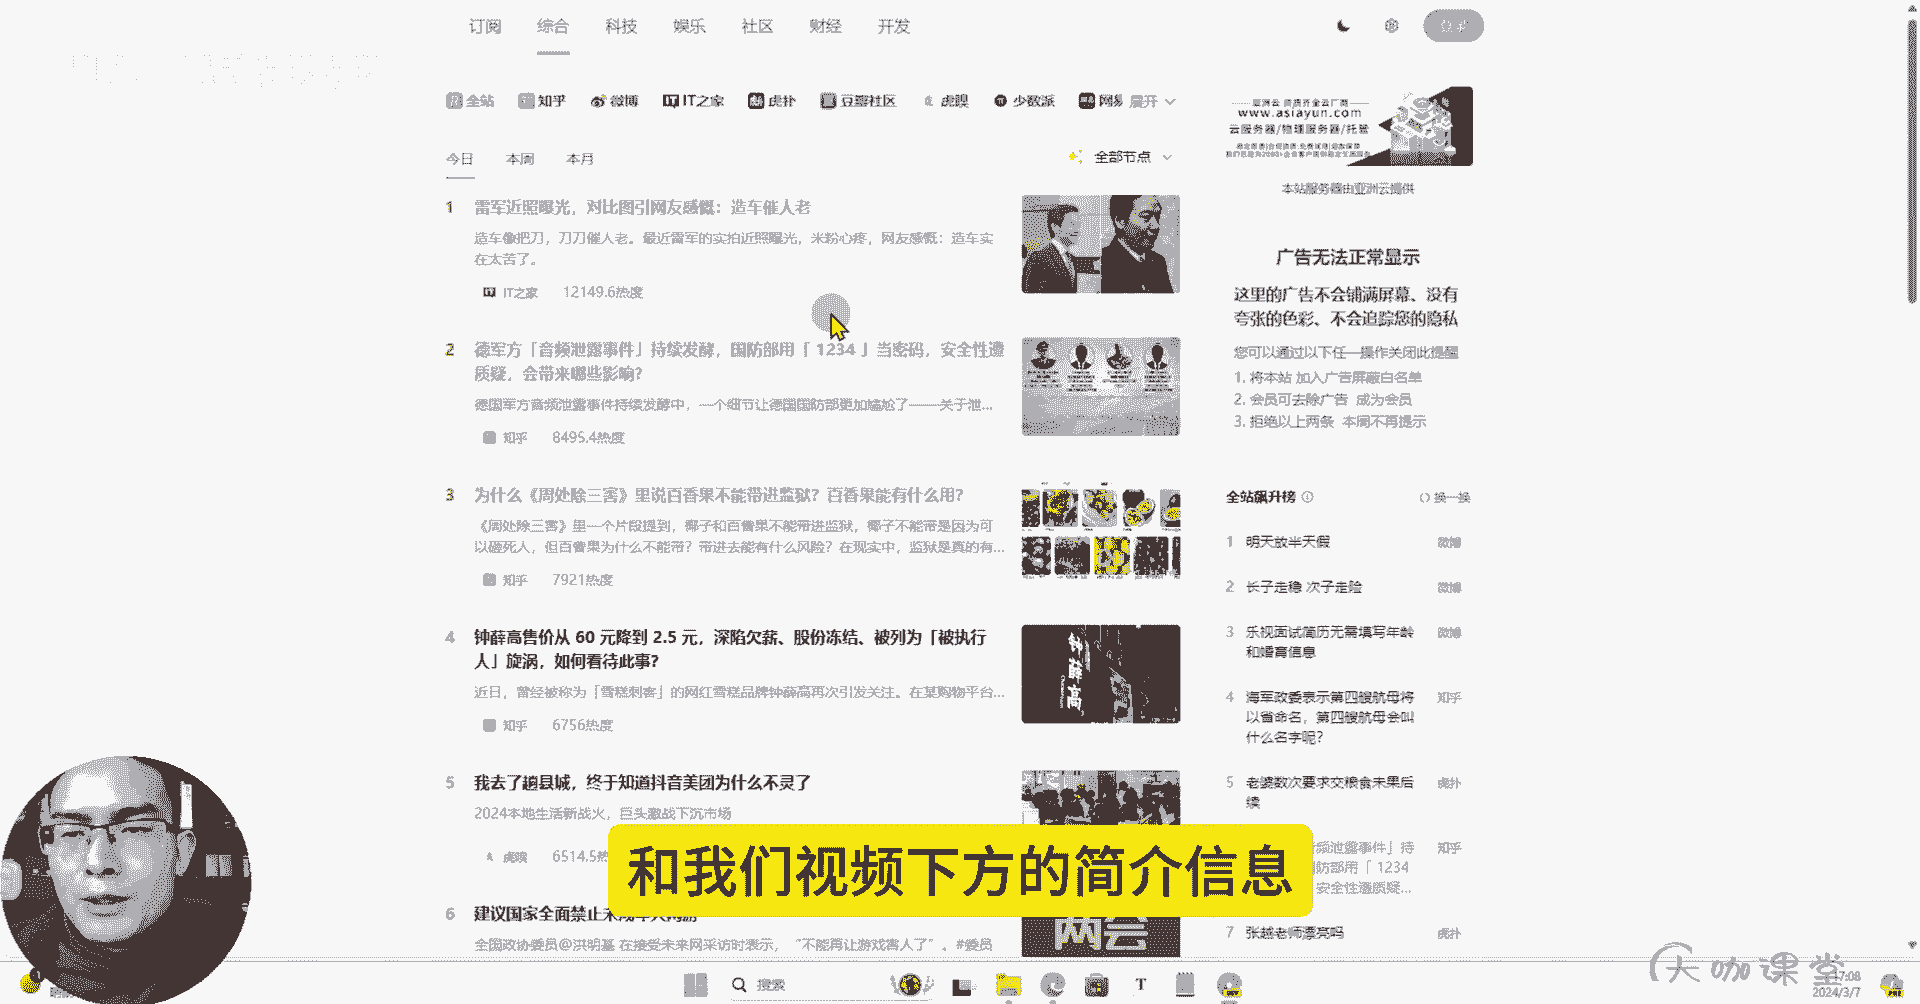 订阅 综合 科技 娱乐 社区 财经 开发
全站 知乎 微博 IT之家 虎扑 豆瓣社区 虎嗅 少数派 网易 展开
今日 本周 本月
全部节点
1 雷军近照曝光，对比图引网友感慨：造车催人老
造车像把刀，刀刀催人老。最近雷军的实拍近照曝光，米粉心疼，网友感慨：造车实
在太苦了。
IT之家 12149.6热度
2 德军方「音频泄露事件」持续发酵，国防部用「 1234 」当密码，安全性遭
质疑，会带来哪些影响？
德国军方音频泄露事件持续发酵中，一个细节让德国国防部更加尴尬了——关于泄...
知乎 8495.4热度
3 为什么《周处除三害》里说百香果不能带进监狱？百香果能有什么用？
《周处除三害》里一个片段提到，椰子和百香果不能带进监狱，椰子不能带是因为可
以砸死人，但百香果为什么不能带？带进去能有什么风险？在现实中，监狱是真的有...
知乎 7921热度
4 钟薛高售价从 60 元降到 2.5 元，深陷欠薪、股份冻结、被列为「被执行
人」旋涡，如何看待此事？
近日，曾经被称为「雪糕刺客」的网红雪糕品牌钟薛高再次引发关注。在某购物平台...
知乎 6756热度
钟薛高
5 我去了趟县城，终于知道抖音美团为什么不灵了
2024本地生活新战火，巨头激战下沉市场
虎嗅 6514.5热
6 建议国家全面禁止未成年人网游
全国政协委员@洪明基 在接受未来网采访时表示，“不能再让游戏害人了”。#委员
两会
www.asiayun.com
云服务器/物理服务器/托管
本站服务器由亚洲云提供
广告无法正常显示
这里的广告不会铺满屏幕、没有
夸张的色彩、不会追踪您的隐私
您可以通过以下任一操作关闭此提醒
1. 将本站 加入广告屏蔽白名单
2. 会员可去除广告 成为会员
3. 拒绝以上两条 本周不再提示
全站飙升榜 换一换
1 明天放半天假 微博
2 长子走稳 次子走险 微博
3 乐视面试简历无需填写年龄 微博
和婚育信息
4 海军政委表示第四艘航母将 知乎
以省命名，第四艘航母会叫
什么名字呢？
5 老婆数次要求交粮食未果后 虎扑
续
频泄露事件」持 知乎
防部用「 1234
安全性遭质疑...
7 张越老师漂亮吗 虎扑
和我们视频下方的简介信息
搜索
大咖课堂
17:08
2024/3/7